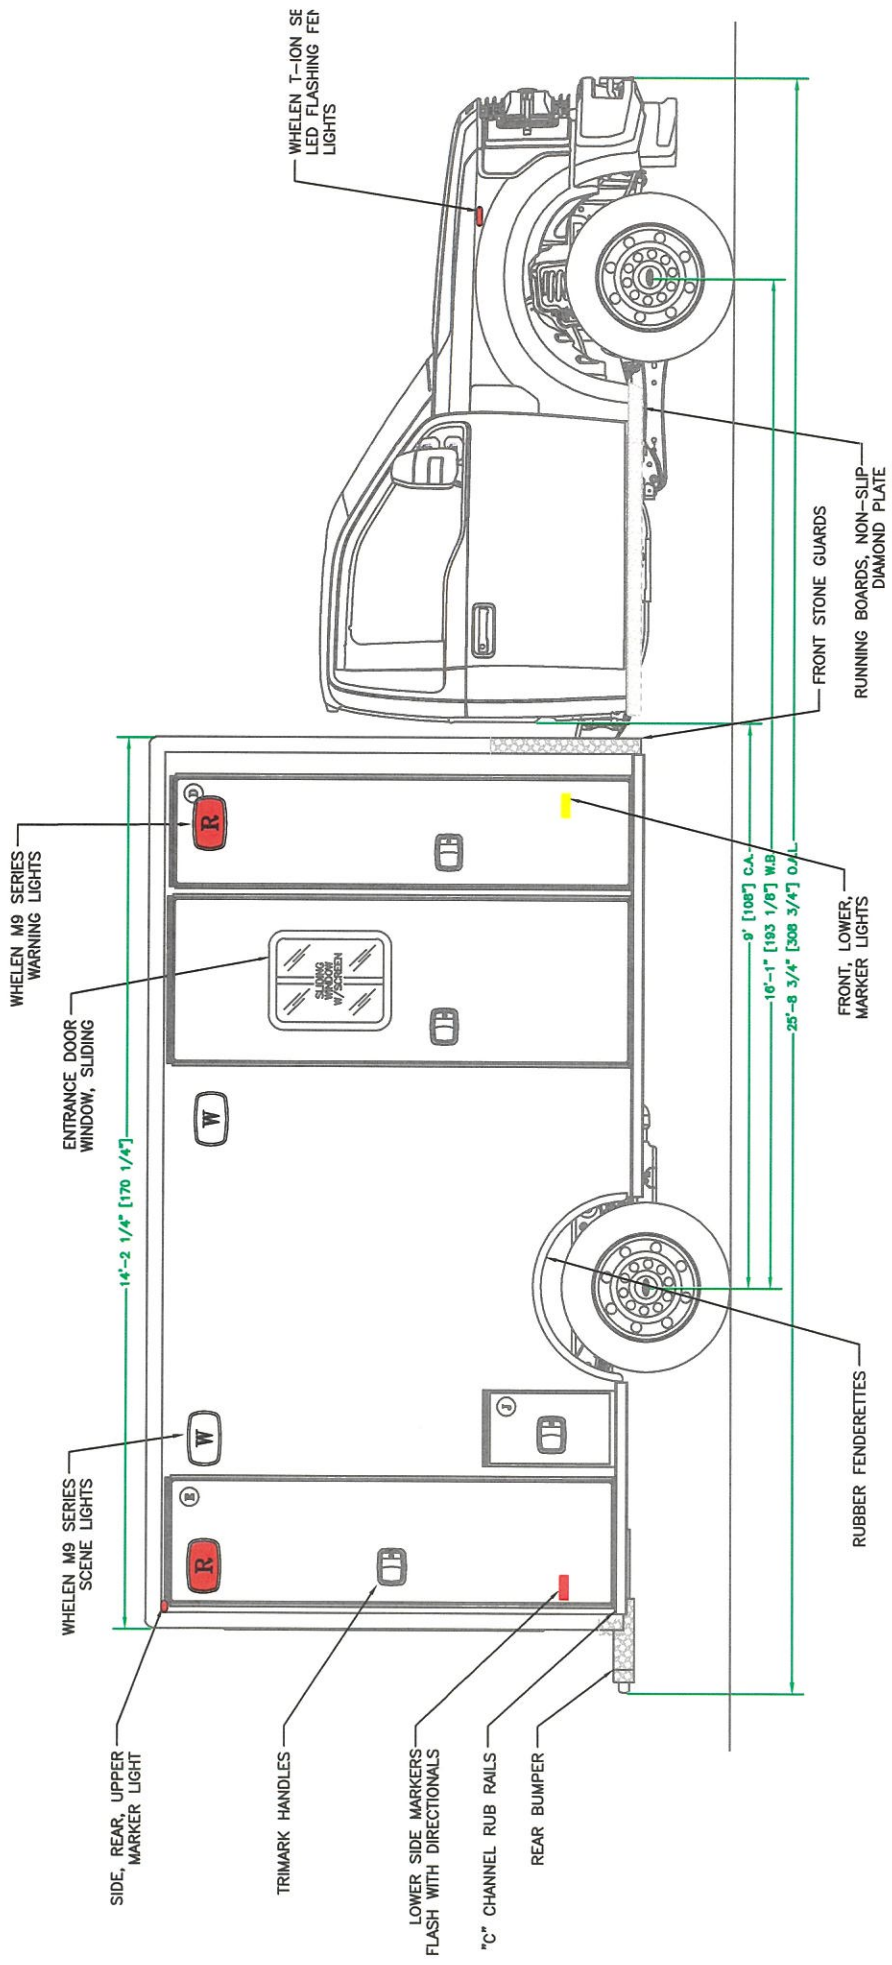 WHELEN T-ION SE
LED FLASHING FEN
LIGHTS
WHELEN M9 SERIES
WARNING LIGHTS
ENTRANCE DOOR
WINDOW, SLIDING
14'-2 1/4" [170 1/4"]
WHELEN M9 SERIES
SCENE LIGHTS
SIDE, REAR, UPPER
MARKER LIGHT
D
R
SLIDING
WINDOW
W/SCREEN
W
W
E
R
J
TRIMARK HANDLES
LOWER SIDE MARKERS
FLASH WITH DIRECTIONALS
"C" CHANNEL RUB RAILS
REAR BUMPER
9' [108"] C.A.
16'-1" [193 1/8"] W.B.
25'-8 3/4" [308 3/4"] O.A.L.
FRONT STONE GUARDS
RUNNING BOARDS, NON-SLIP
DIAMOND PLATE
FRONT, LOWER,
MARKER LIGHTS
RUBBER FENDERETTES